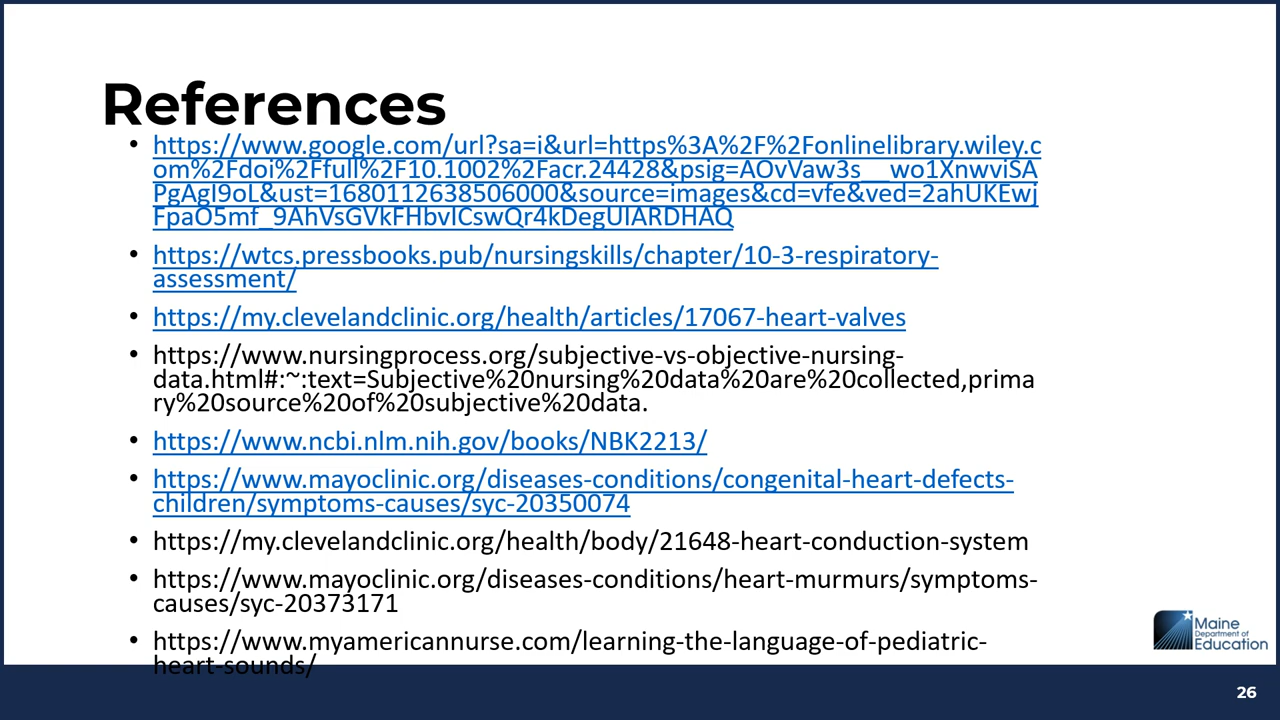 References
• https://www.google.com/url?sa=i&url=https%3A%2F%2Fonlinelibrary.wiley.c
om%2Fdoi%2Ffull%2F10.1002%2Facr.24428&psig=AOvVaw3s__wo1XnwviSA
PgAgI9oL&ust=1680112638506000&source=images&cd=vfe&ved=2ahUKEwj
FpaO5mf_9AhVsGVkFHbvICswQr4kDegUIARDHAQ
• https://wtcs.pressbooks.pub/nursingskills/chapter/10-3-respiratory-
assessment/
• https://my.clevelandclinic.org/health/articles/17067-heart-valves
• https://www.nursingprocess.org/subjective-vs-objective-nursing-
data.html#:~:text=Subjective%20nursing%20data%20are%20collected,prima
ry%20source%20of%20subjective%20data.
• https://www.ncbi.nlm.nih.gov/books/NBK2213/
• https://www.mayoclinic.org/diseases-conditions/congenital-heart-defects-
children/symptoms-causes/syc-20350074
• https://my.clevelandclinic.org/health/body/21648-heart-conduction-system
• https://www.mayoclinic.org/diseases-conditions/heart-murmurs/symptoms-
causes/syc-20373171
• https://www.myamericannurse.com/learning-the-language-of-pediatric-
heart-sounds/
Maine
Department of
Education
26